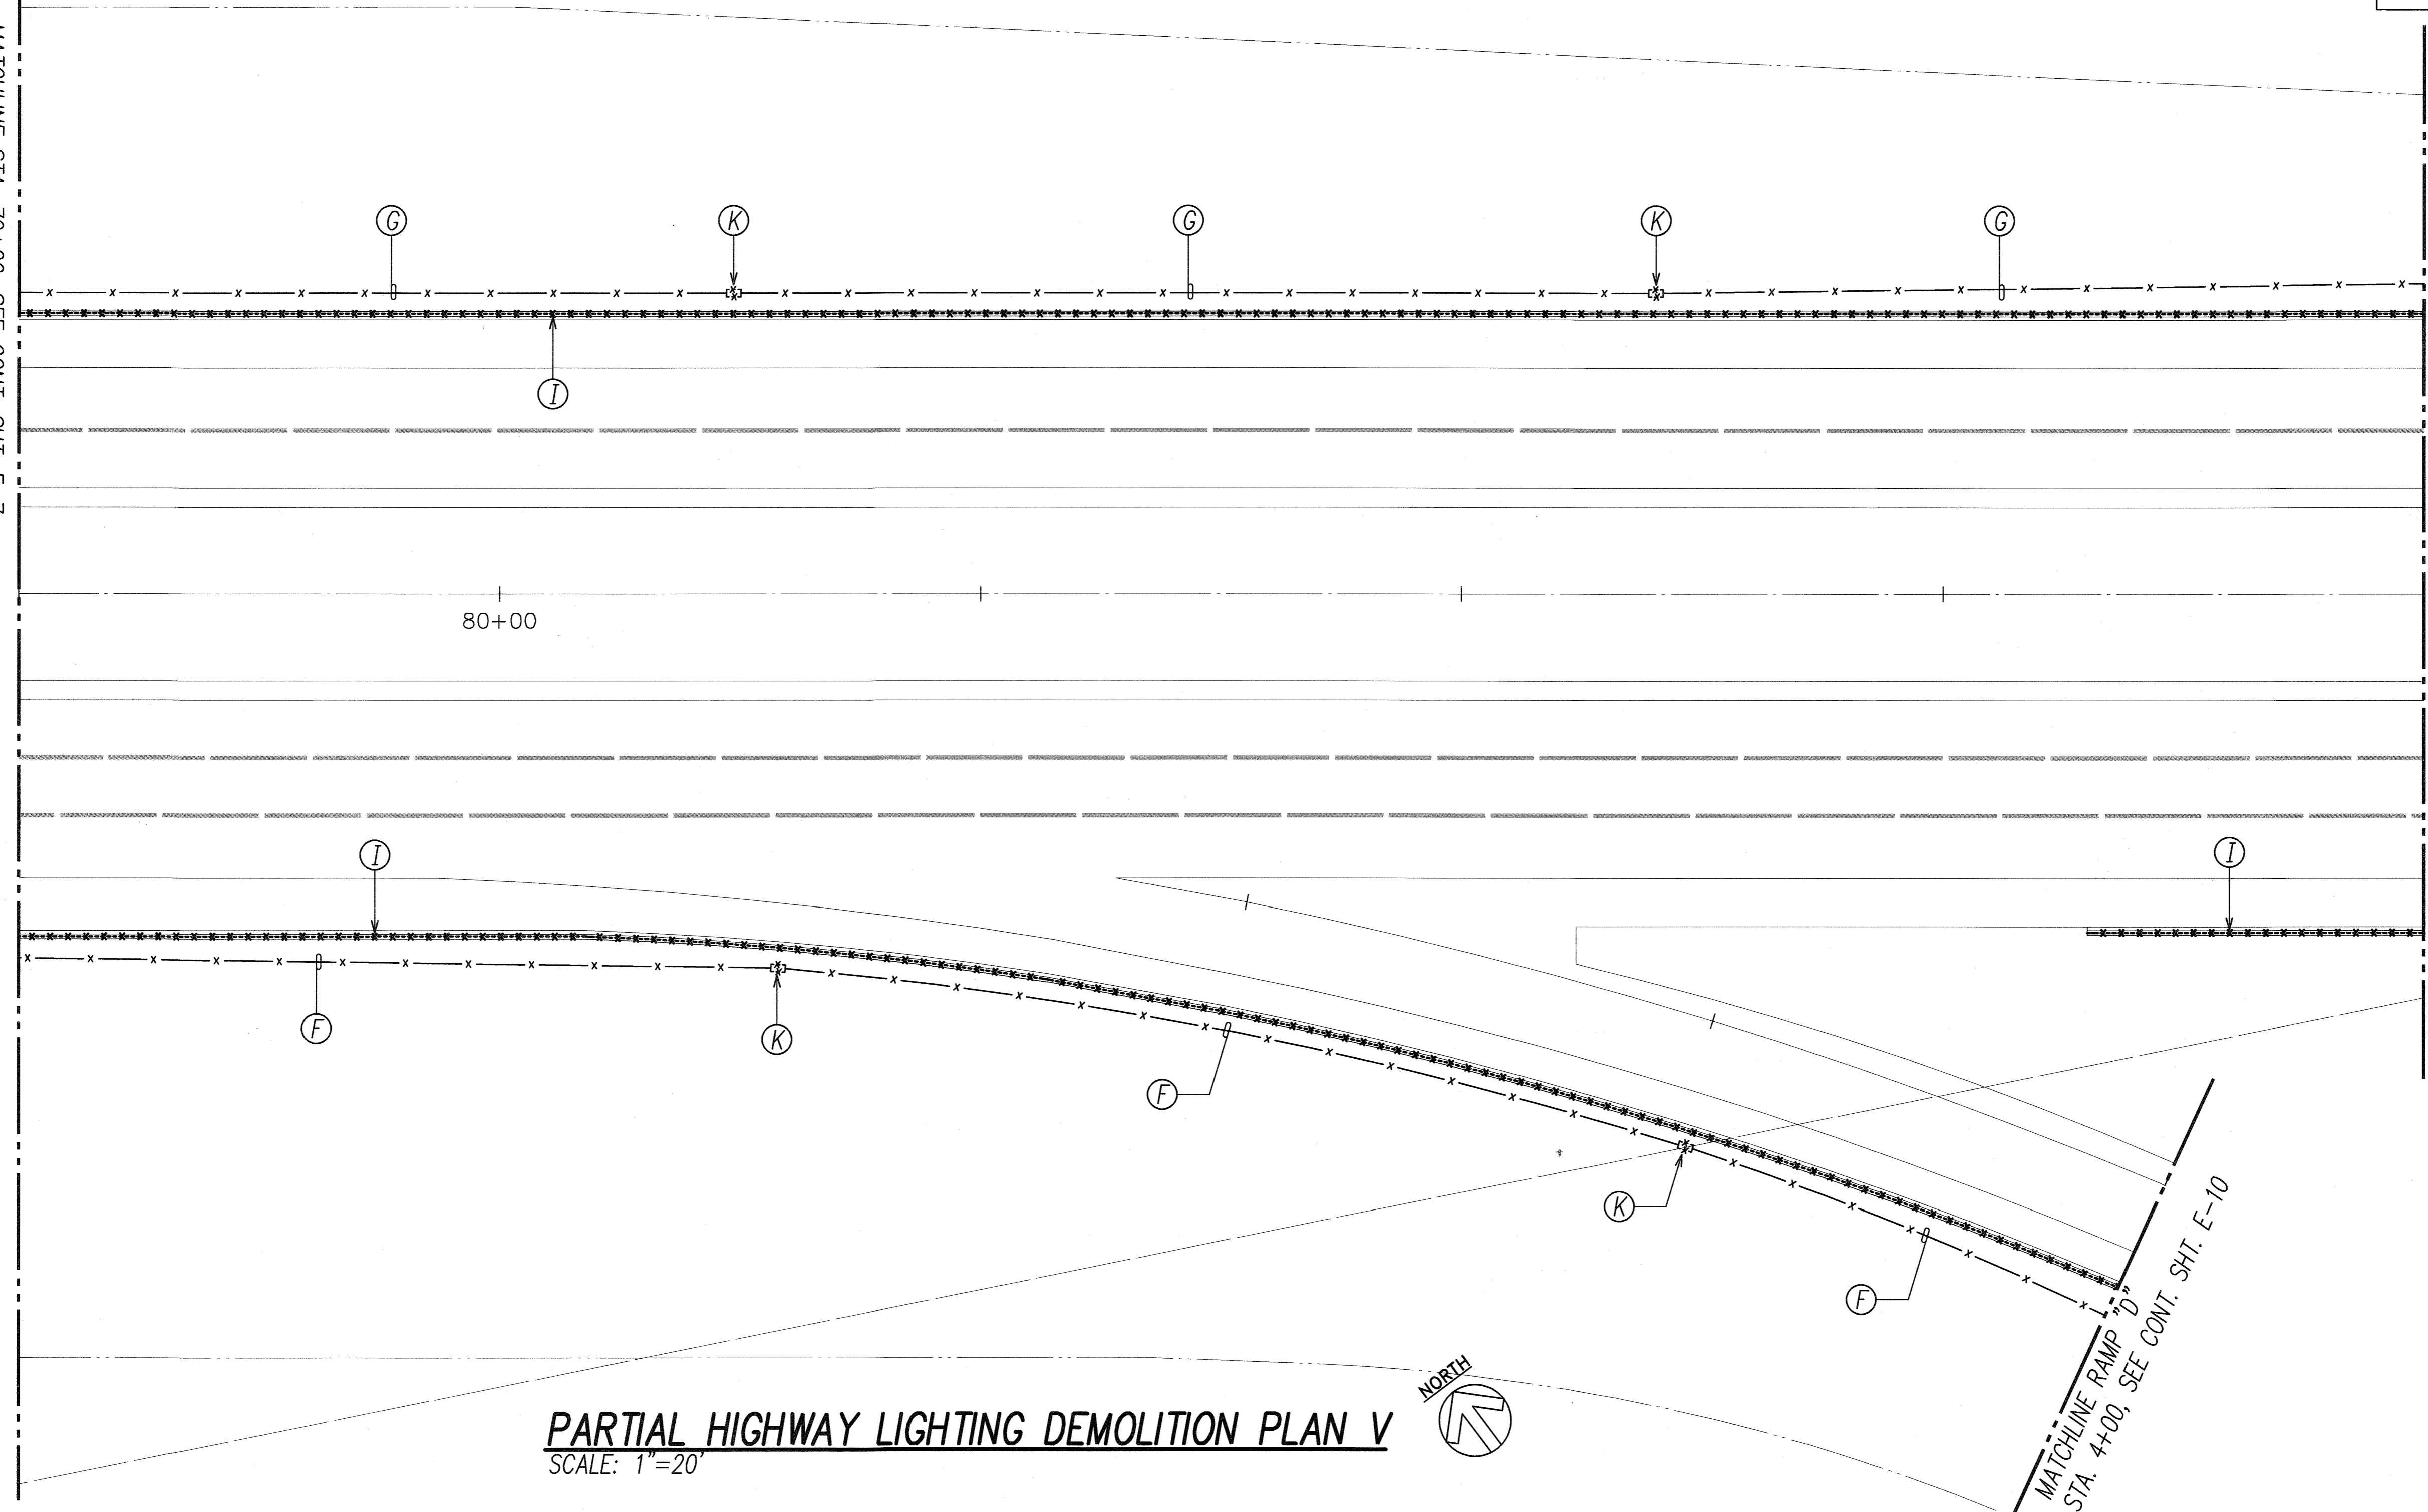 G
K
G
K
G
I
80+00
I
I
F
K
F
K
F
NORTH
PARTIAL HIGHWAY LIGHTING DEMOLITION PLAN V
SCALE: 1"=20'
MATCHLINE RAMP "D"
STA. 4+00, SEE CONT. SHT. E-10